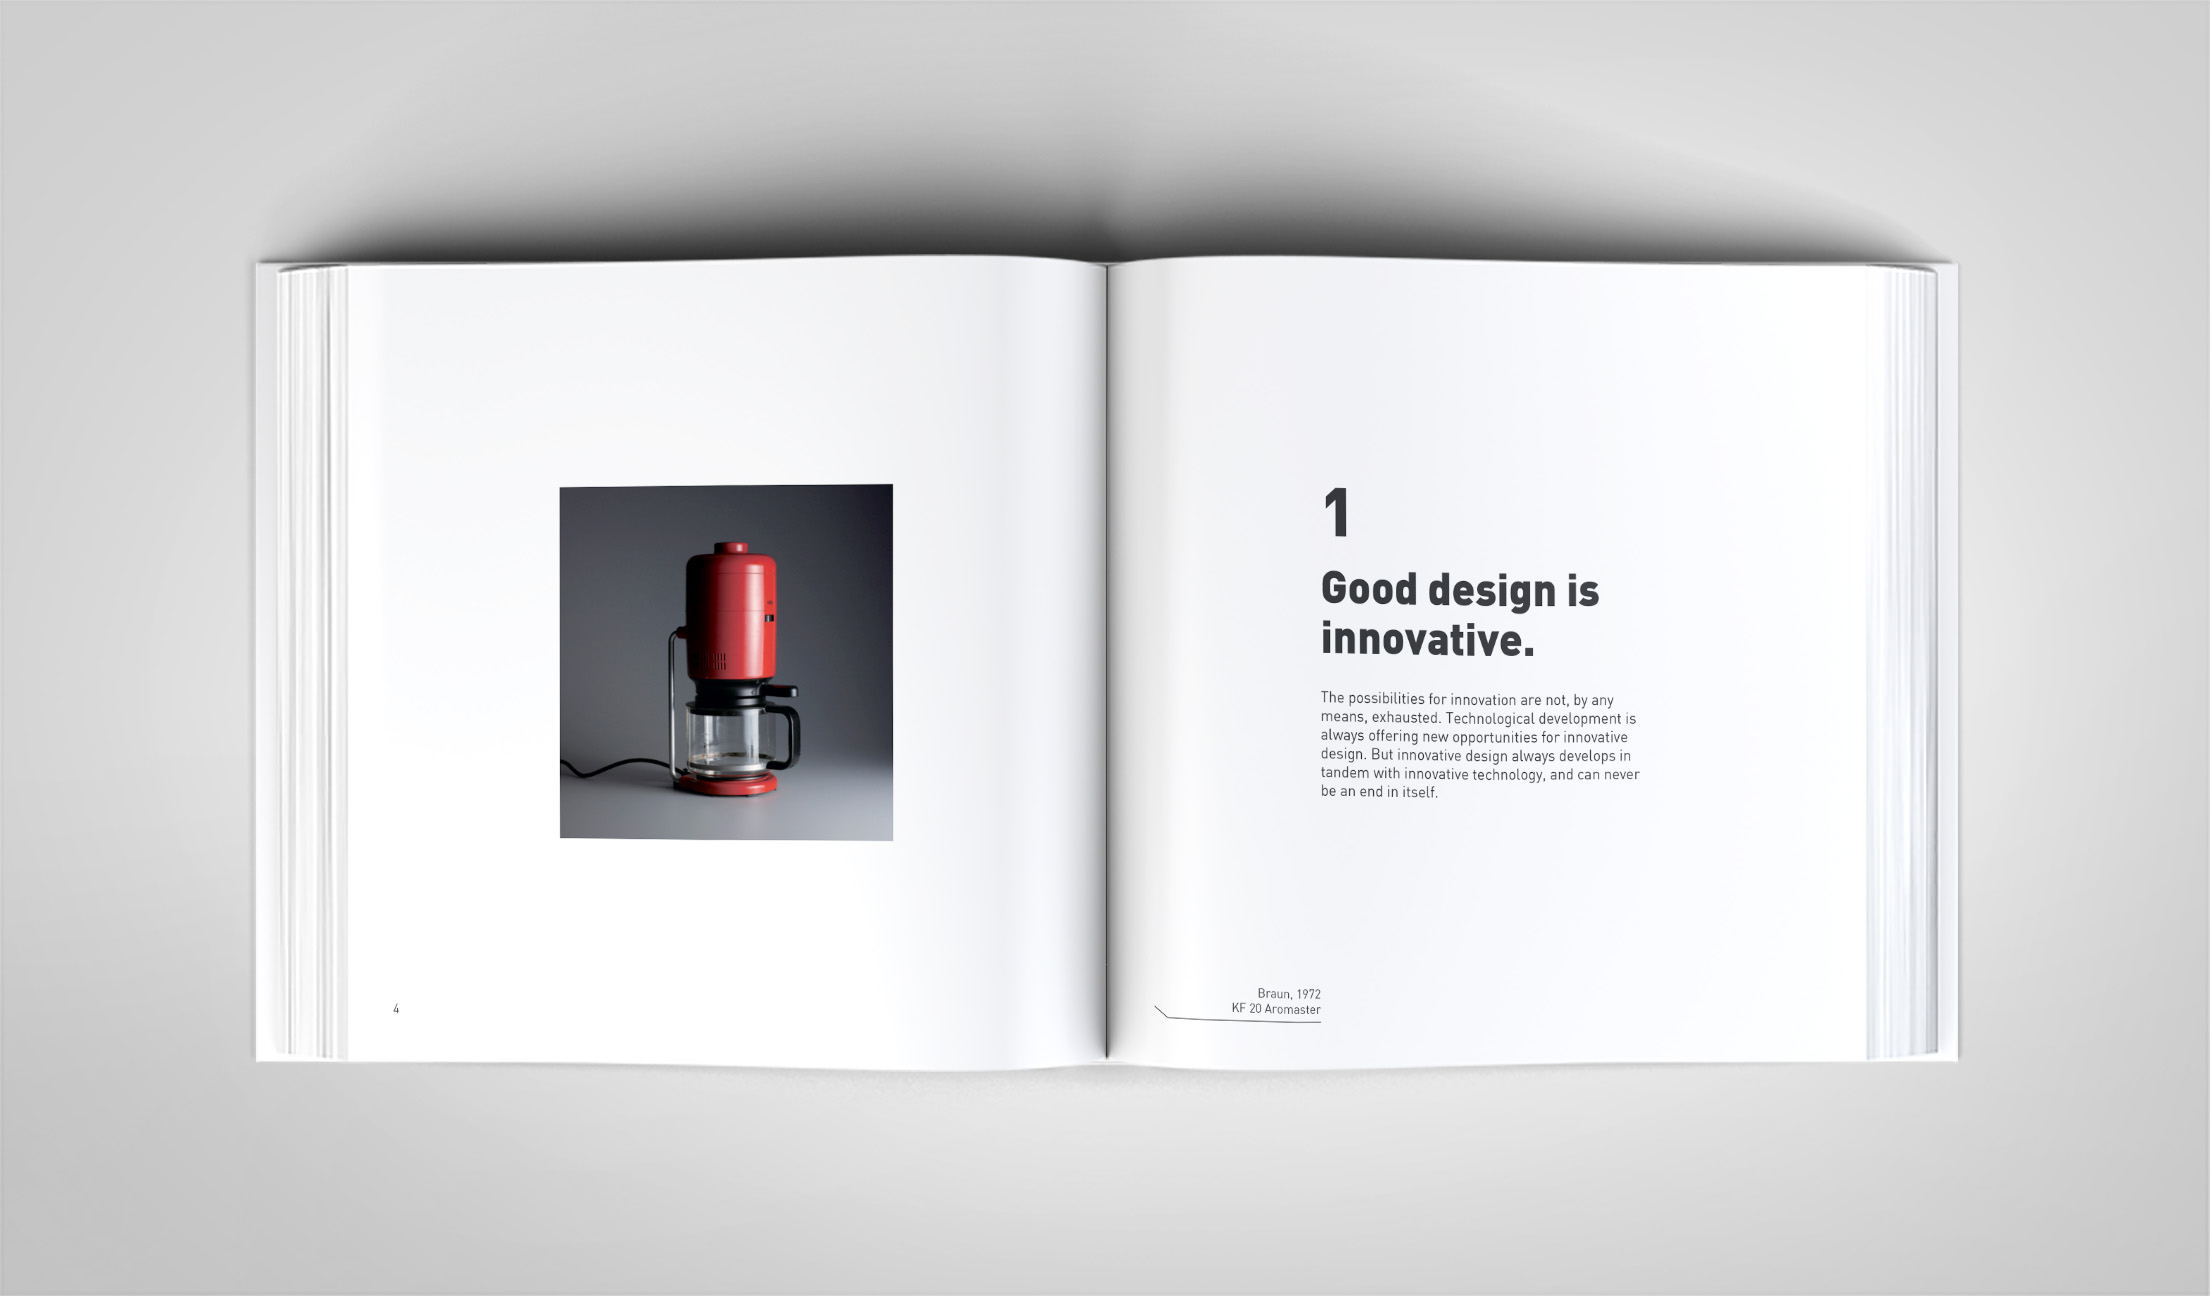 4
1
Good design is
innovative.
The possibilities for innovation are not, by any
means, exhausted. Technological development is
always offering new opportunities for innovative
design. But innovative design always develops in
tandem with innovative technology, and can never
be an end in itself.
Braun, 1972
KF 20 Aromaster